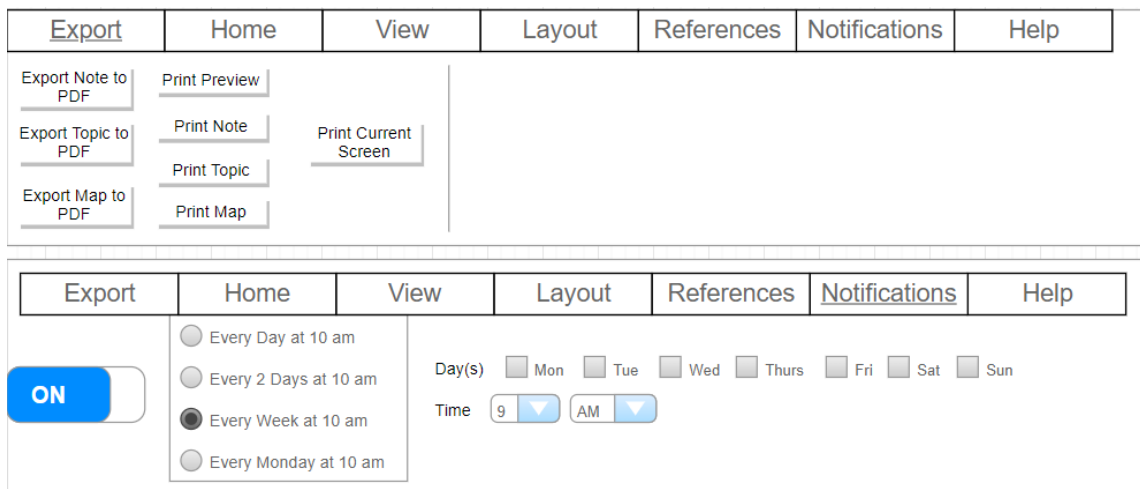 Export Home View Layout References Notifications Help
Export Note to
PDF
Print Preview
Export Topic to
PDF
Print Note
Print Current
Screen
Print Topic
Export Map to
PDF
Print Map
Export Home View Layout References Notifications Help
ON
Every Day at 10 am
Every 2 Days at 10 am
Every Week at 10 am
Every Monday at 10 am
Day(s) Mon Tue Wed Thurs Fri Sat Sun
Time 9 AM